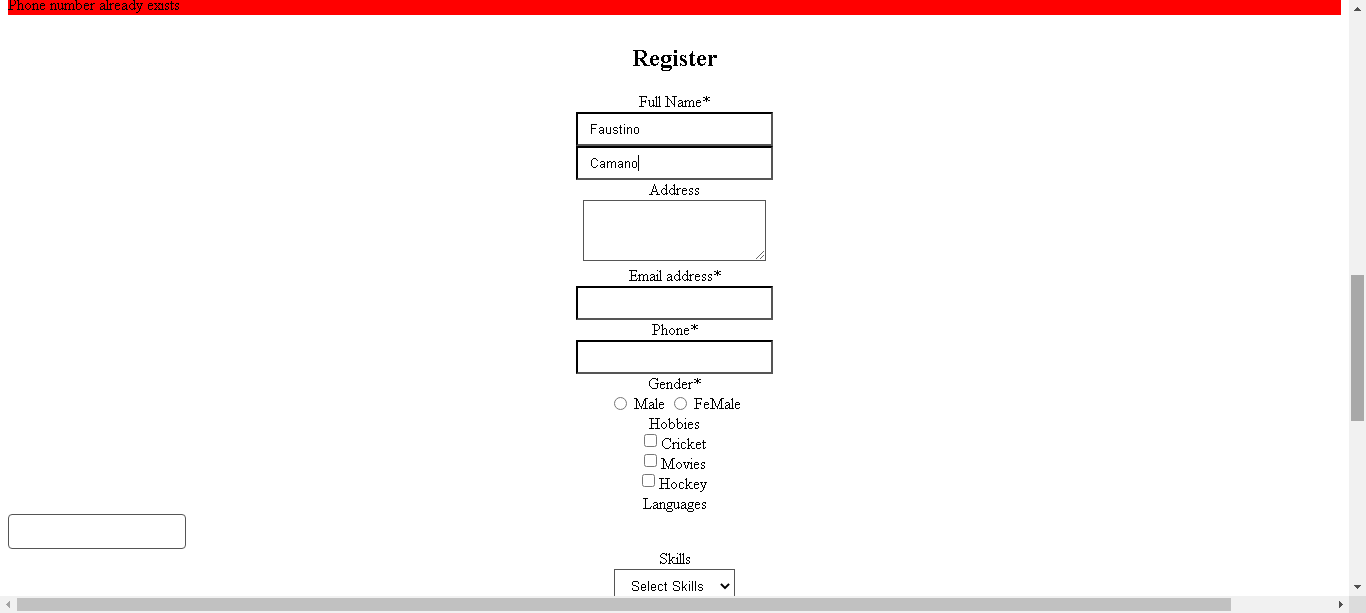 Phone number already exists
Register
Full Name*
Faustino
Camano
Address
Email address*
Phone*
Gender*
Male FeMale
Hobbies
Cricket
Movies
Hockey
Languages
Skills
Select Skills